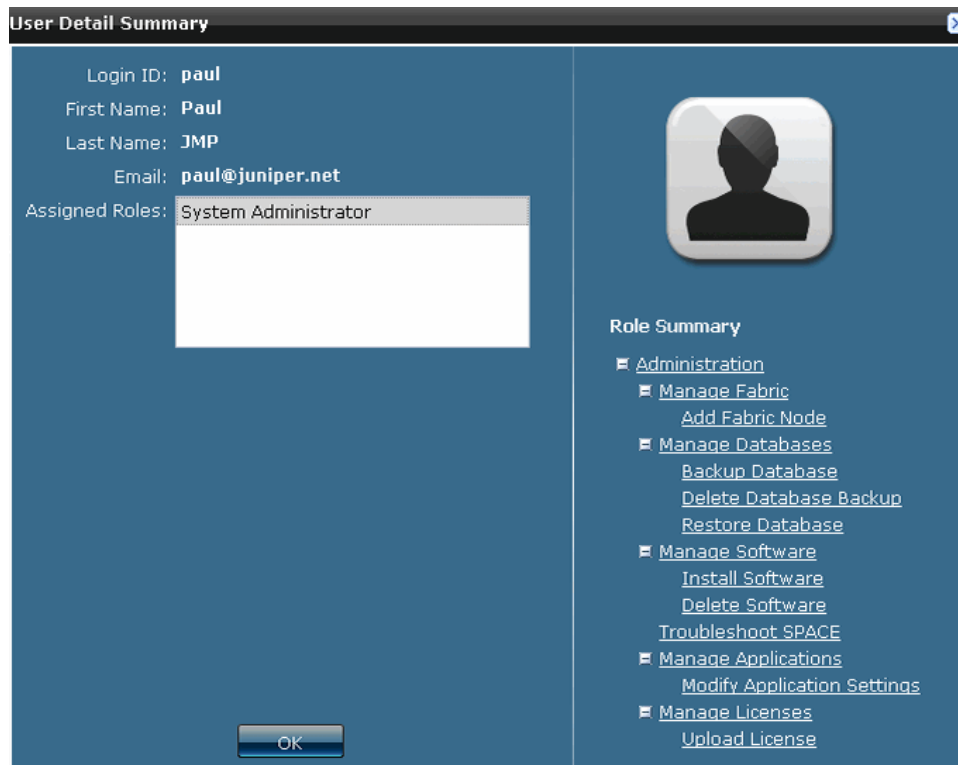 User Detail Summary
Login ID: paul
First Name: Paul
Last Name: JMP
Email: paul@juniper.net
Assigned Roles: System Administrator
OK
Role Summary
Administration
Manage Fabric
Add Fabric Node
Manage Databases
Backup Database
Delete Database Backup
Restore Database
Manage Software
Install Software
Delete Software
Troubleshoot SPACE
Manage Applications
Modify Application Settings
Manage Licenses
Upload License